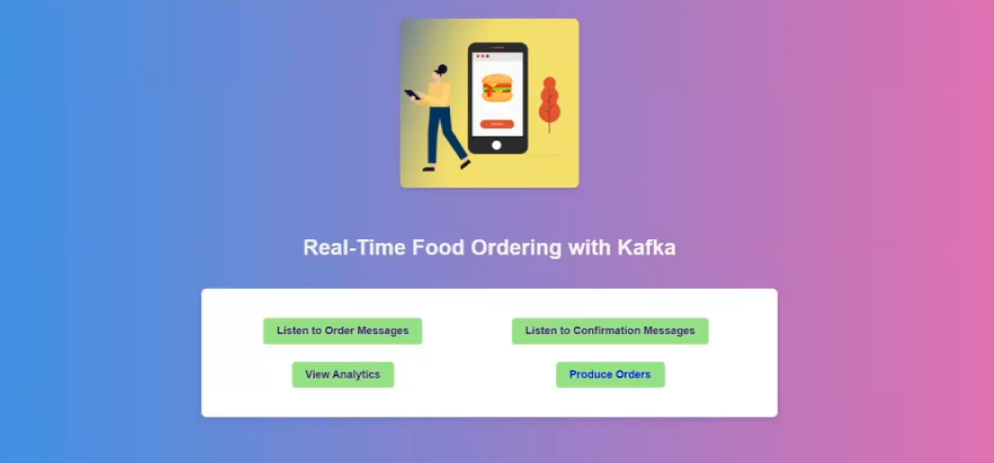 Real-Time Food Ordering with Kafka
Listen to Order Messages
Listen to Confirmation Messages
View Analytics
Produce Orders